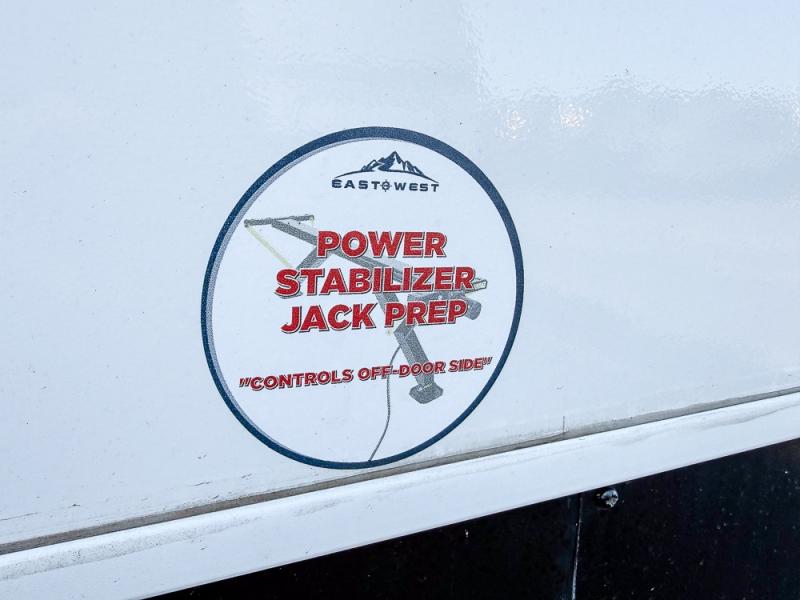 EAST WEST
POWER
STABILIZER
JACK PREP
"CONTROLS OFF-DOOR SIDE"